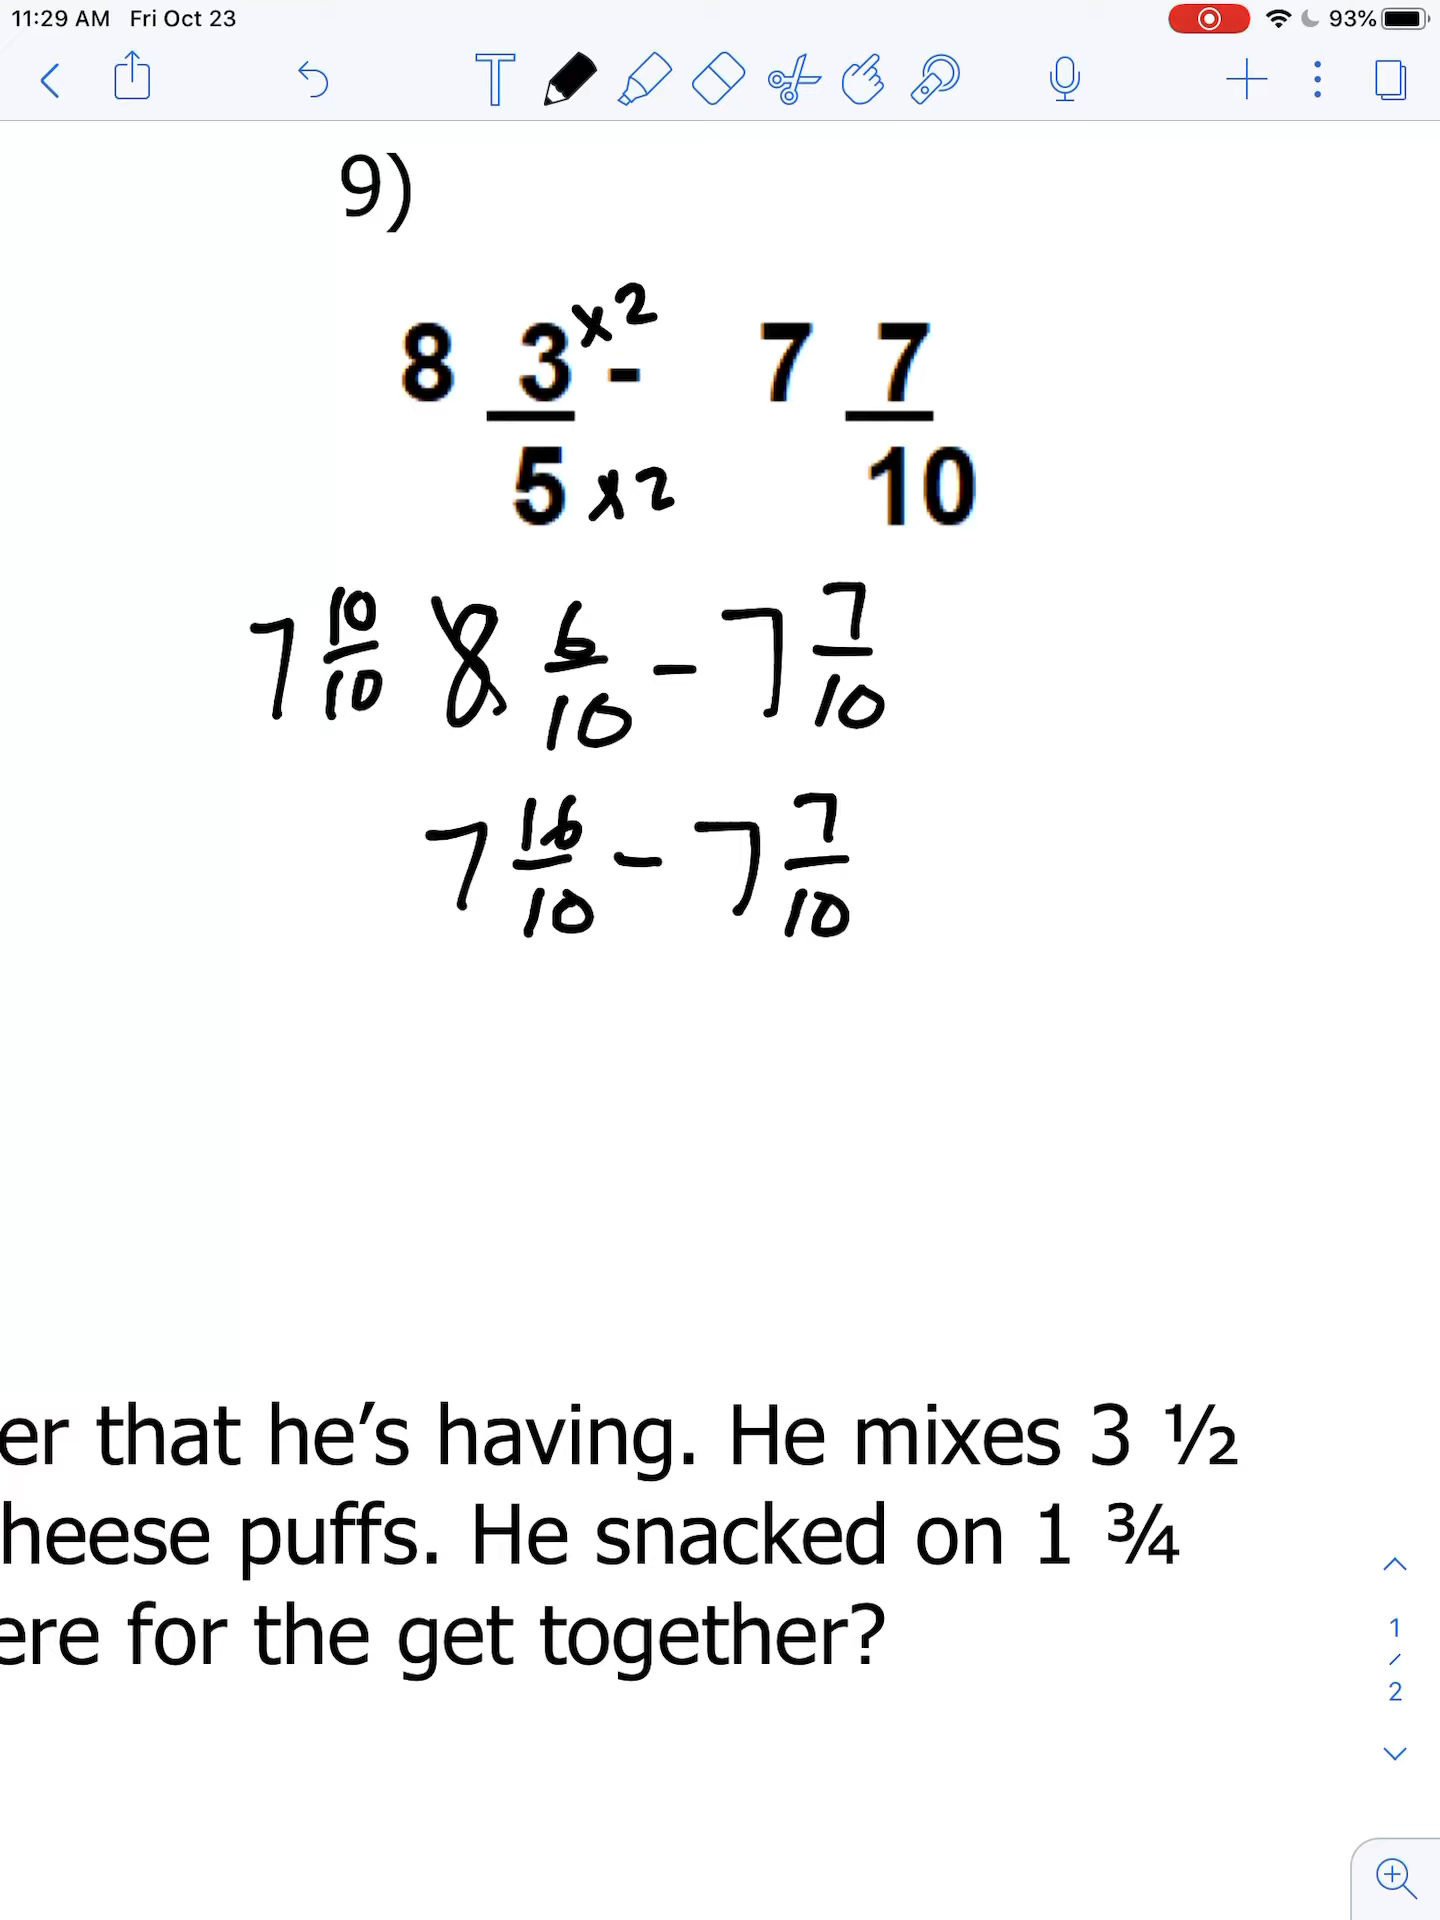 11:29 AM Fri Oct 23 93%
T
9)
8 3/5 x2 x2 - 7 7/10
7 10/10 8 6/10 - 7 7/10
7 16/10 - 7 7/10
er that he’s having. He mixes 3 ½
heese puffs. He snacked on 1 ¾
ere for the get together?
1
/
2